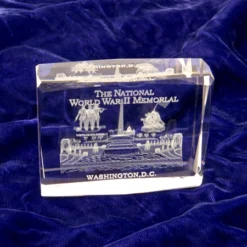 THE NATIONAL
WORLD WAR II MEMORIAL
WASHINGTON, D.C.